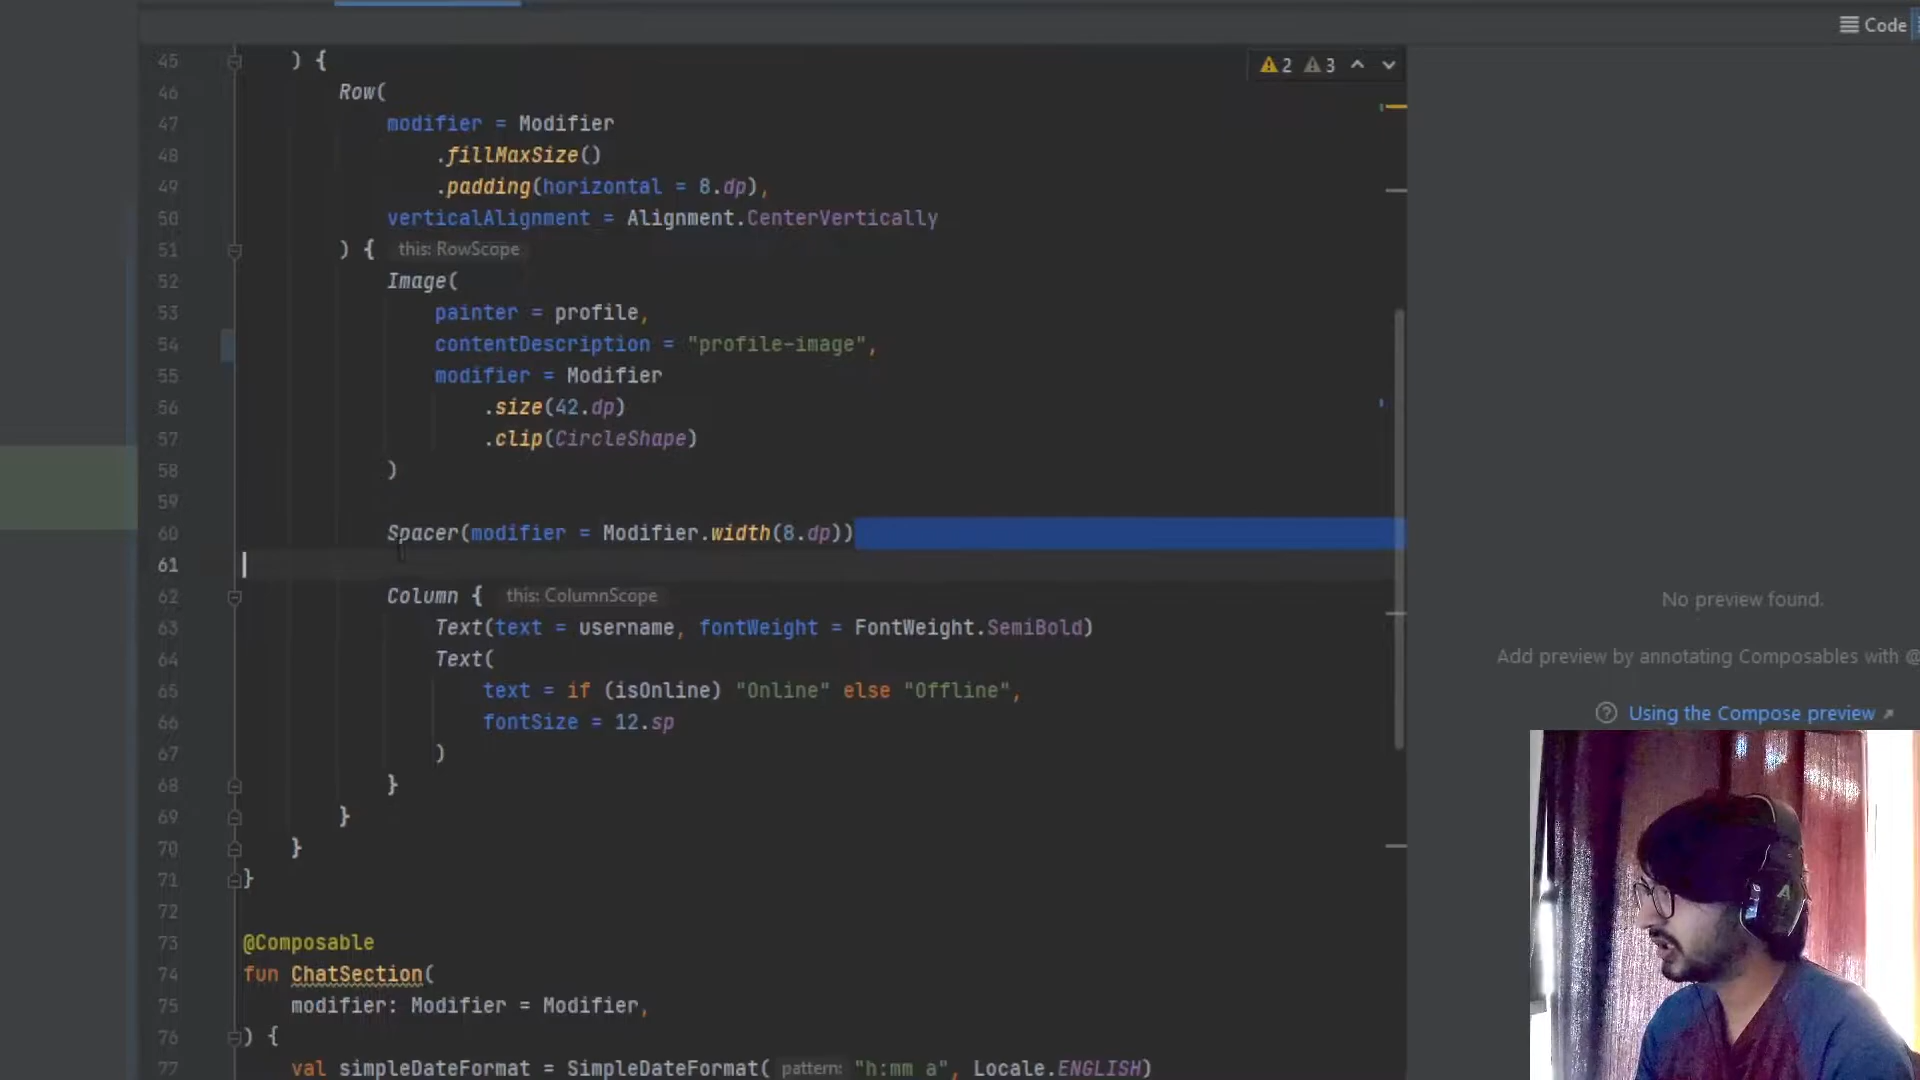 Code
45 ) {
2 3
46 Row(
47 modifier = Modifier
48 .fillMaxSize()
49 .padding(horizontal = 8.dp),
50 verticalAlignment = Alignment.CenterVertically
51 ) { this: RowScope
52 Image(
53 painter = profile,
54 contentDescription = "profile-image",
55 modifier = Modifier
56 .size(42.dp)
57 .clip(CircleShape)
58 )
59
60 Spacer(modifier = Modifier.width(8.dp))
61
62 Column { this: ColumnScope
63 Text(text = username, fontWeight = FontWeight.SemiBold)
64 Text(
65 text = if (isOnline) "Online" else "Offline",
66 fontSize = 12.sp
67 )
68 }
69 }
70 }
71 }
72
73 @Composable
74 fun ChatSection(
75 modifier: Modifier = Modifier,
76 ) {
77 val simpleDateFormat = SimpleDateFormat( pattern: "h:mm a", Locale.ENGLISH)
No preview found.
Add preview by annotating Composables with @
Using the Compose preview
A